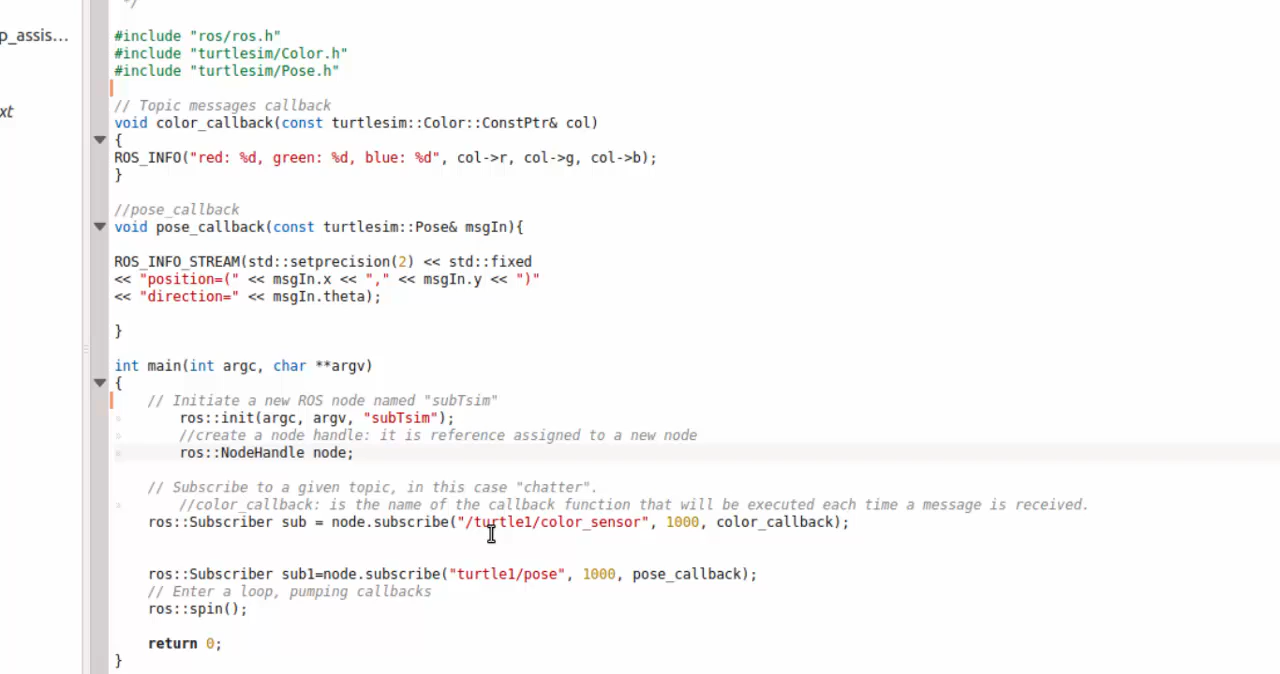 */
p_assis...
#include "ros/ros.h"
#include "turtlesim/Color.h"
#include "turtlesim/Pose.h"
xt
// Topic messages callback
void color_callback(const turtlesim::Color::ConstPtr& col)
{
ROS_INFO("red: %d, green: %d, blue: %d", col->r, col->g, col->b);
}
//pose_callback
void pose_callback(const turtlesim::Pose& msgIn){
ROS_INFO_STREAM(std::setprecision(2) << std::fixed
<< "position=(" << msgIn.x << "," << msgIn.y << ")"
<< "direction=" << msgIn.theta);
}
int main(int argc, char **argv)
{
// Initiate a new ROS node named "subTsim"
ros::init(argc, argv, "subTsim");
//create a node handle: it is reference assigned to a new node
ros::NodeHandle node;
// Subscribe to a given topic, in this case "chatter".
//color_callback: is the name of the callback function that will be executed each time a message is received.
ros::Subscriber sub = node.subscribe("/turtle1/color_sensor", 1000, color_callback);
ros::Subscriber sub1=node.subscribe("turtle1/pose", 1000, pose_callback);
// Enter a loop, pumping callbacks
ros::spin();
return 0;
}